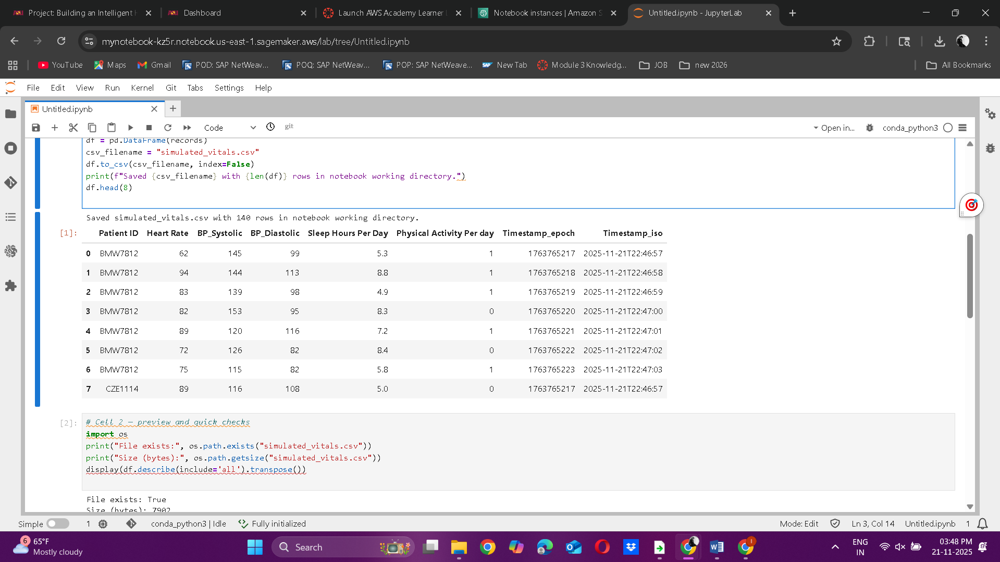 Project: Building an Intelligent H
Dashboard
Launch AWS Academy Learner L
Notebook instances | Amazon S
Untitled.ipynb - JupyterLab
mynotebook-kz5r.notebook.us-east-1.sagemaker.aws/lab/tree/Untitled.ipynb
YouTube
Maps
Gmail
POD: SAP NetWeav...
POQ: SAP NetWeav...
POP: SAP NetWeave...
New Tab
Module 3 Knowledg...
JOB
new 2026
All Bookmarks
File Edit View Run Kernel Git Tabs Settings Help
Untitled.ipynb
Code
git
Open in...
conda_python3
df = pd.DataFrame(records)
csv_filename = "simulated_vitals.csv"
df.to_csv(csv_filename, index=False)
print(f"Saved {csv_filename} with {len(df)} rows in notebook working directory.")
df.head(8)
Saved simulated_vitals.csv with 140 rows in notebook working directory.
[1]: Patient ID Heart Rate BP_Systolic BP_Diastolic Sleep Hours Per Day Physical Activity Per day Timestamp_epoch Timestamp_iso
0 BMW7812 62 145 99 5.3 1 1763765217 2025-11-21T22:46:57
1 BMW7812 94 144 113 8.8 1 1763765218 2025-11-21T22:46:58
2 BMW7812 83 139 98 4.9 1 1763765219 2025-11-21T22:46:59
3 BMW7812 82 153 95 8.3 0 1763765220 2025-11-21T22:47:00
4 BMW7812 89 120 116 7.2 1 1763765221 2025-11-21T22:47:01
5 BMW7812 72 126 82 8.4 0 1763765222 2025-11-21T22:47:02
6 BMW7812 75 115 82 5.8 1 1763765223 2025-11-21T22:47:03
7 CZE1114 89 116 108 5.0 0 1763765217 2025-11-21T22:46:57
[2]: # Cell 2 — preview and quick checks
import os
print("File exists:", os.path.exists("simulated_vitals.csv"))
print("Size (bytes):", os.path.getsize("simulated_vitals.csv"))
display(df.describe(include='all').transpose())
File exists: True
Size (bytes): 7902
Simple
1
conda_python3 | Idle
Fully initialized
Mode: Edit
Ln 3, Col 14
Untitled.ipynb
1
6
65°F
Mostly cloudy
Search
ENG
IN
03:48 PM
21-11-2025